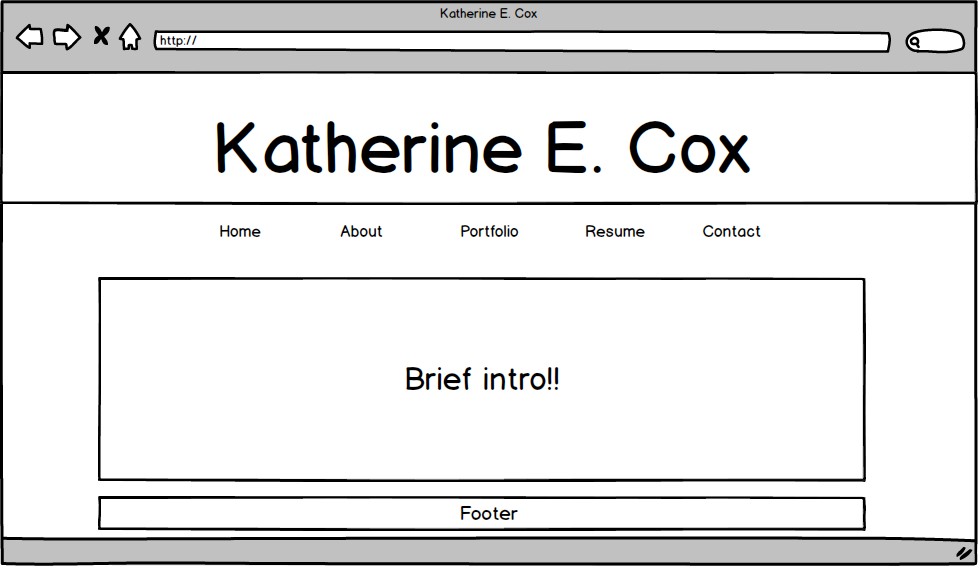 Katherine E. Cox
http://
Katherine E. Cox
Home About Portfolio Resume Contact
Brief intro!!
Footer